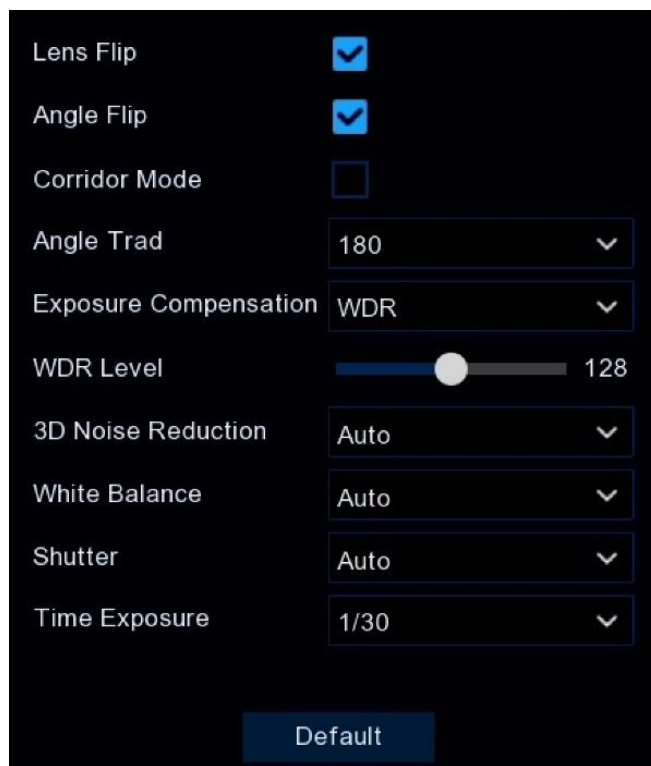 Lens Flip
Angle Flip
Corridor Mode
Angle Trad 180
Exposure Compensation WDR
WDR Level 128
3D Noise Reduction Auto
White Balance Auto
Shutter Auto
Time Exposure 1/30
Default